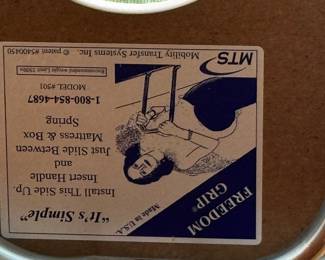 FREEDOM
GRIP®
Made in U.S.A.
"It's Simple"
Install This Side Up.
Insert Handle
and
Just Slide Between
Mattress & Box
Spring
1-800-854-4687
MODEL #501
Recommended weight Limit 250lbs
MTS
Mobility Transfer Systems Inc.
© patent #5400450